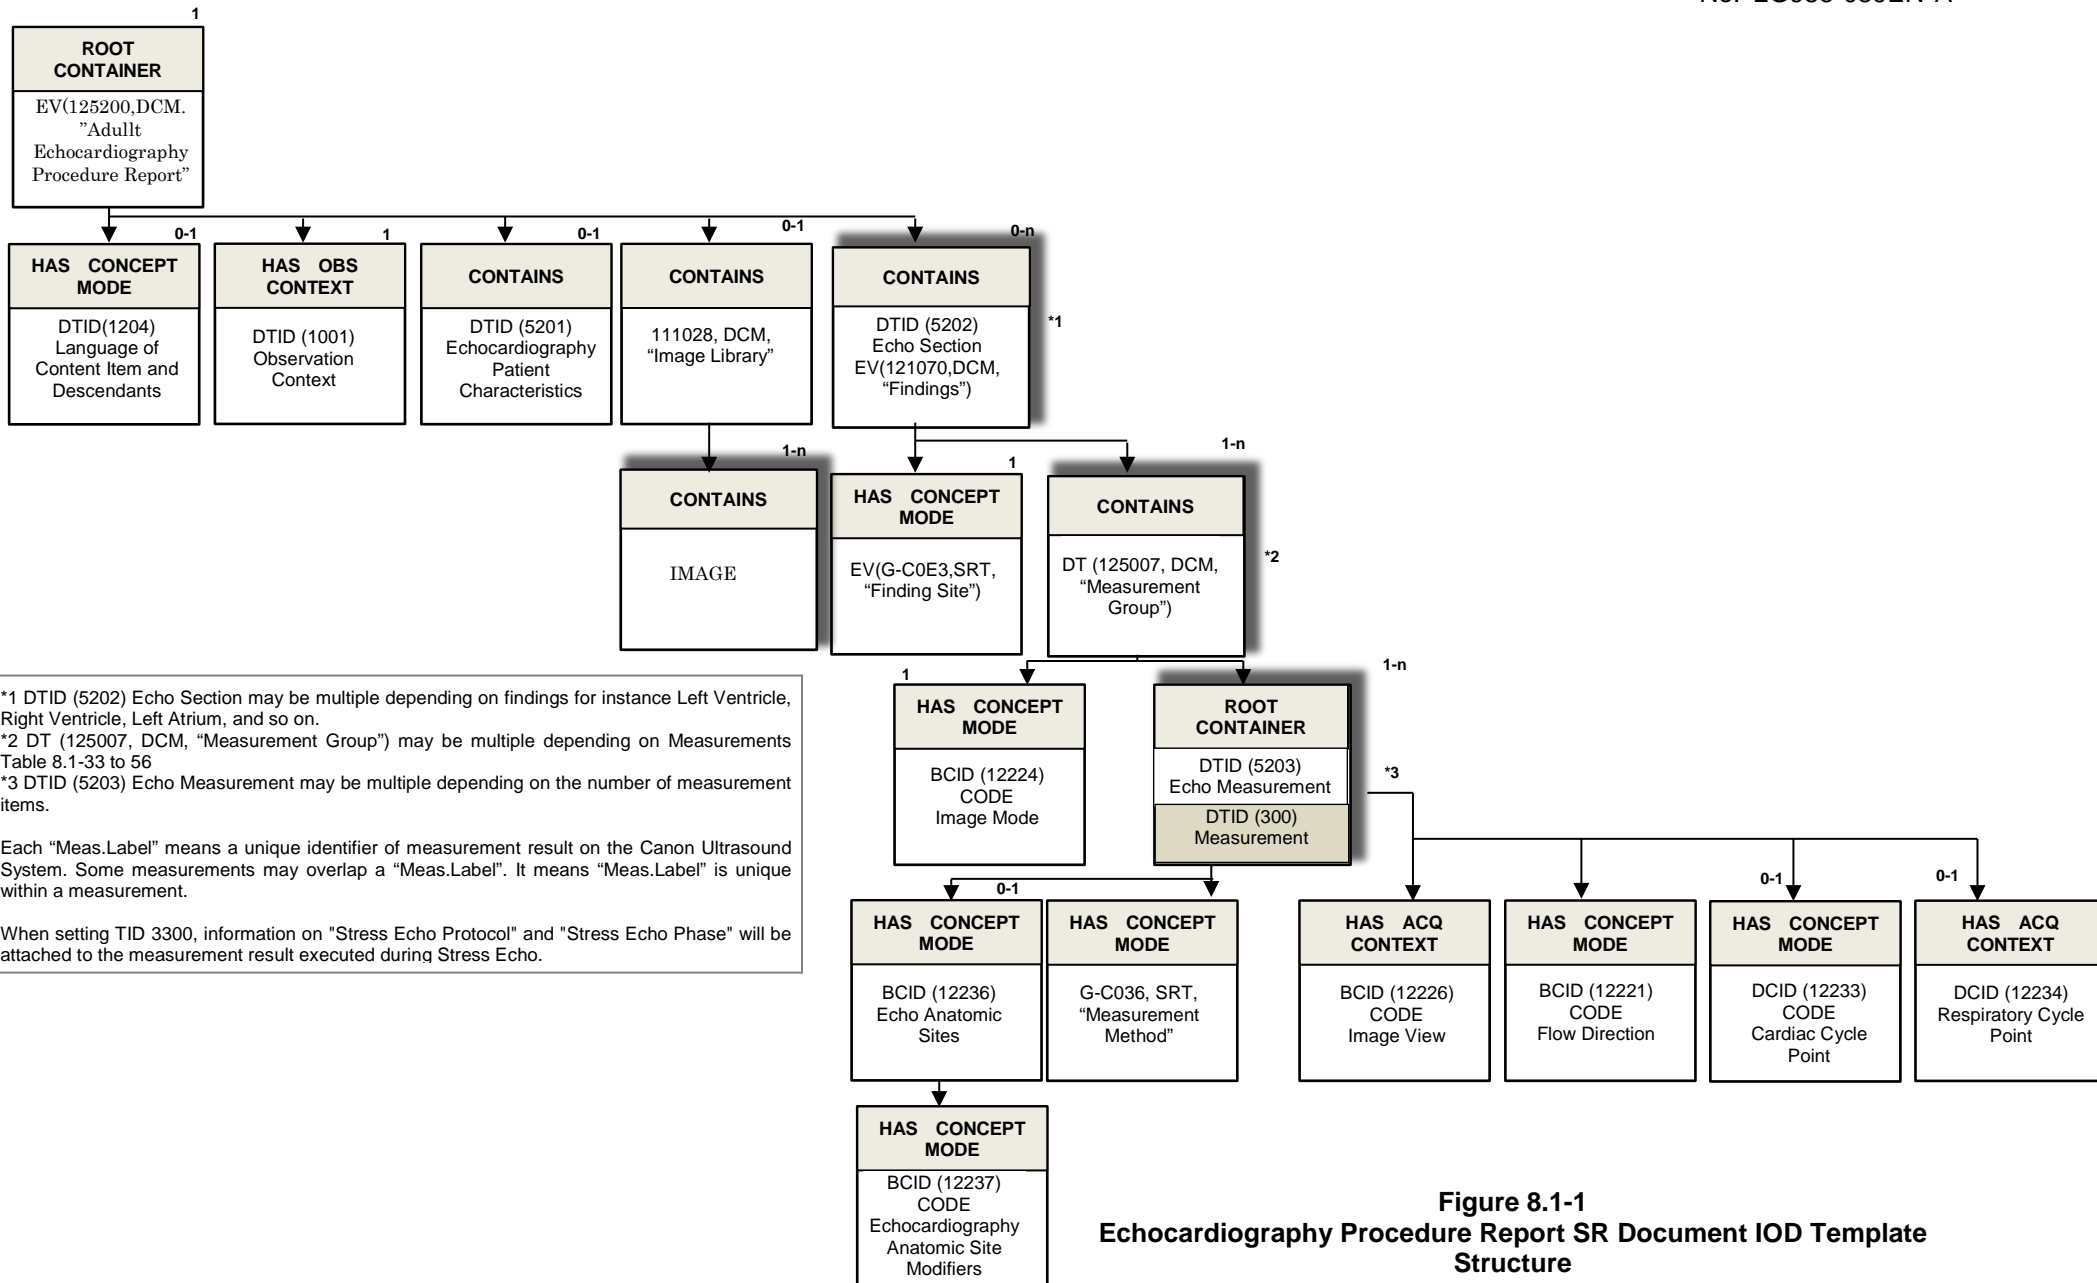 1
ROOT
CONTAINER
EV(125200,DCM.
”Adullt
Echocardiography
Procedure Report”
0-1
HAS CONCEPT
MODE
DTID(1204)
Language of
Content Item and
Descendants
1
HAS OBS
CONTEXT
DTID (1001)
Observation
Context
0-1
CONTAINS
DTID (5201)
Echocardiography
Patient
Characteristics
0-1
CONTAINS
111028, DCM,
“Image Library”
0-n
CONTAINS
DTID (5202)
Echo Section
EV(121070,DCM,
“Findings”)
*1
1-n
CONTAINS
IMAGE
1
HAS CONCEPT
MODE
EV(G-C0E3,SRT,
“Finding Site”)
1-n
CONTAINS
DT (125007, DCM,
“Measurement
Group”)
*2
*1 DTID (5202) Echo Section may be multiple depending on findings for instance Left Ventricle,
Right Ventricle, Left Atrium, and so on.
*2 DT (125007, DCM, “Measurement Group”) may be multiple depending on Measurements
Table 8.1-33 to 56
*3 DTID (5203) Echo Measurement may be multiple depending on the number of measurement
items.
Each “Meas.Label” means a unique identifier of measurement result on the Canon Ultrasound
System. Some measurements may overlap a “Meas.Label”. It means “Meas.Label” is unique
within a measurement.
When setting TID 3300, information on "Stress Echo Protocol" and "Stress Echo Phase" will be
attached to the measurement result executed during Stress Echo.
1
HAS CONCEPT
MODE
BCID (12224)
CODE
Image Mode
1-n
ROOT
CONTAINER
DTID (5203)
Echo Measurement
DTID (300)
Measurement
*3
0-1
HAS CONCEPT
MODE
BCID (12236)
Echo Anatomic
Sites
HAS CONCEPT
MODE
G-C036, SRT,
“Measurement
Method”
HAS ACQ
CONTEXT
BCID (12226)
CODE
Image View
HAS CONCEPT
MODE
BCID (12221)
CODE
Flow Direction
0-1
HAS CONCEPT
MODE
DCID (12233)
CODE
Cardiac Cycle
Point
0-1
HAS ACQ
CONTEXT
DCID (12234)
Respiratory Cycle
Point
HAS CONCEPT
MODE
BCID (12237)
CODE
Echocardiography
Anatomic Site
Modifiers
Figure 8.1-1
Echocardiography Procedure Report SR Document IOD Template
Structure